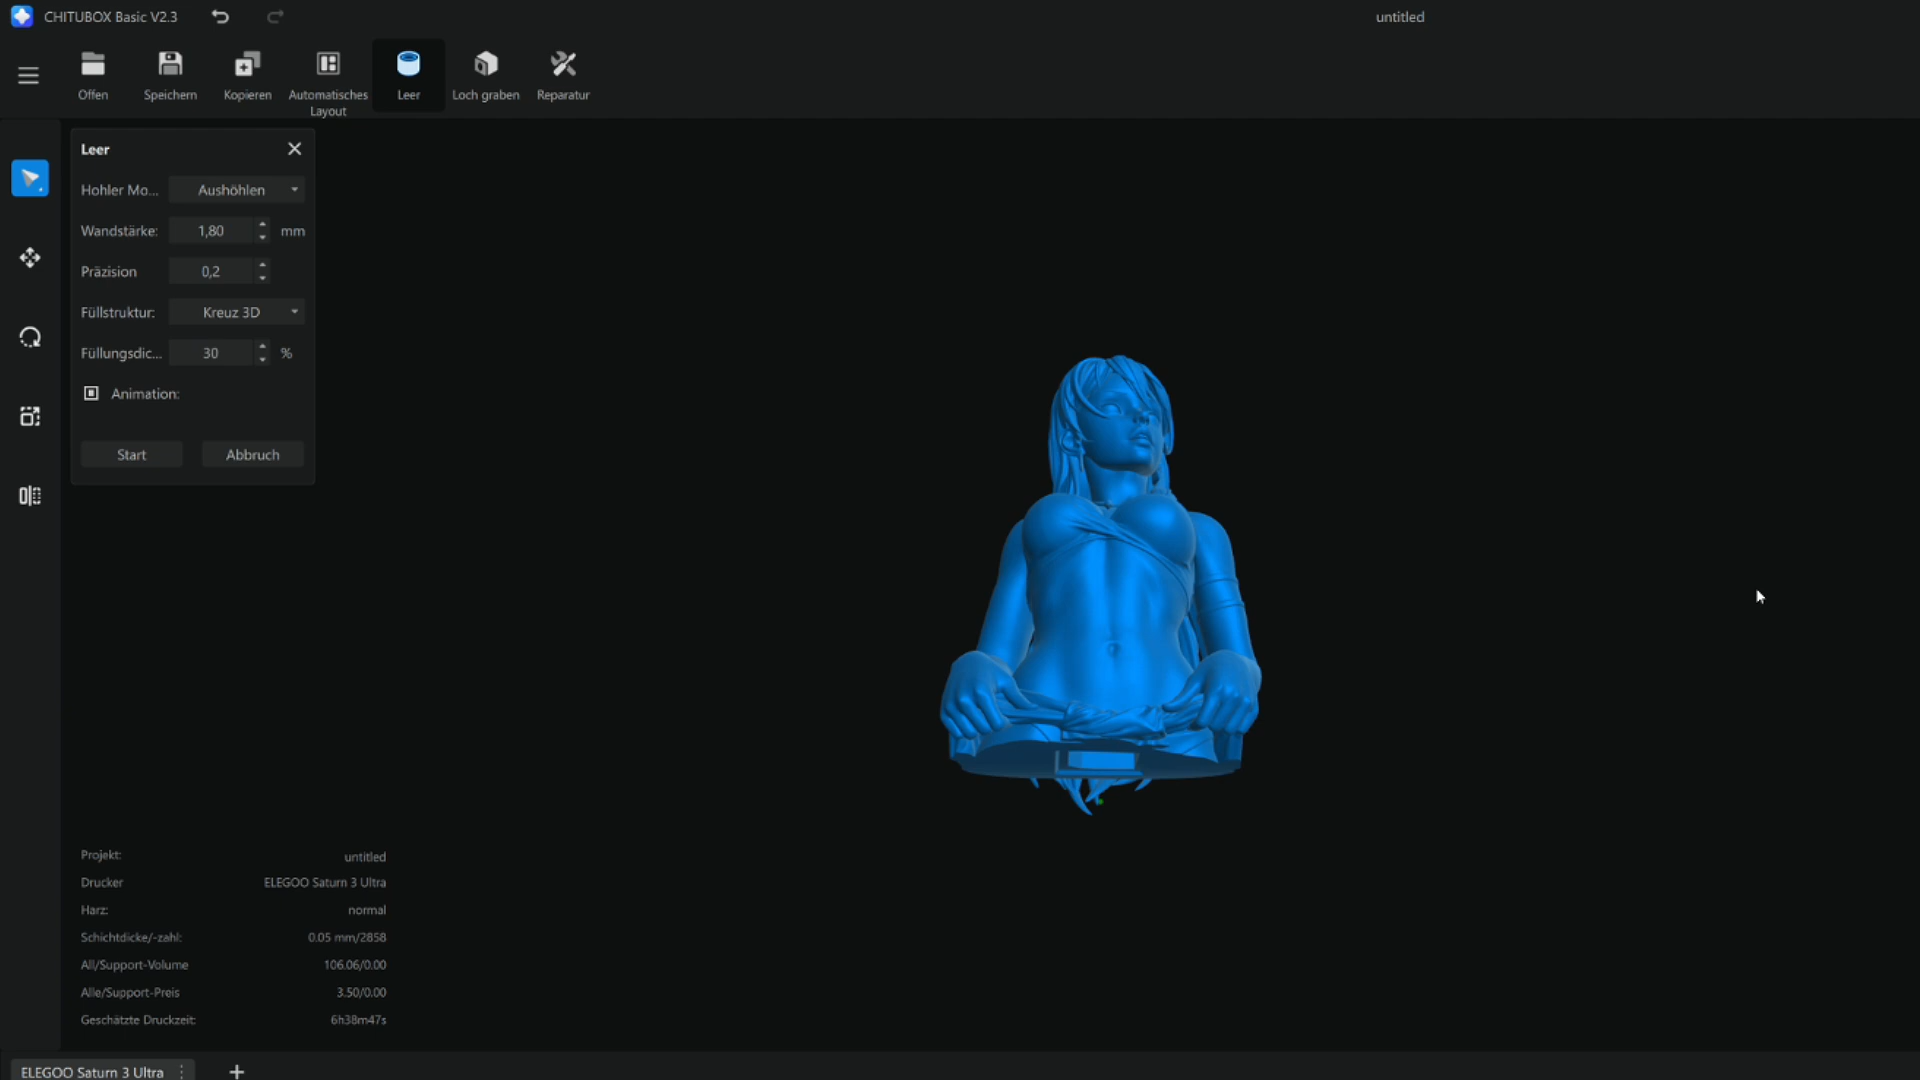 CHITUBOX Basic V2.3
untitled
Offen
Speichern
Kopieren
Automatisches
Layout
Leer
Loch graben
Reparatur
Leer
Hohler Mo... Aushöhlen
Wandstärke: 1,80 mm
Präzision 0,2
Füllstruktur: Kreuz 3D
Füllungsdic... 30 %
Animation:
Start Abbruch
Projekt: untitled
Drucker ELEGOO Saturn 3 Ultra
Harz: normal
Schichtdicke/-zahl: 0.05 mm/2858
All/Support-Volume 106.06/0.00
Alle/Support-Preis 3.50/0.00
Geschätzte Druckzeit: 6h38m47s
ELEGOO Saturn 3 Ultra